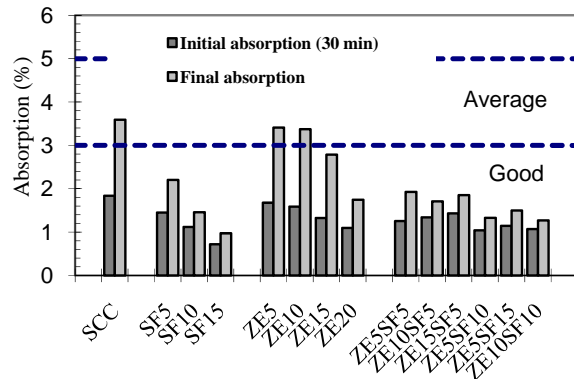 Absorption (%)
6
5
4
3
2
1
0
Initial absorption (30 min)
Final absorption
Average
Good
SCC
SF5
SF10
SF15
ZE5
ZE10
ZE15
ZE20
ZE5SF5
ZE10SF5
ZE15SF5
ZE5SF10
ZE5SF15
ZE10SF10